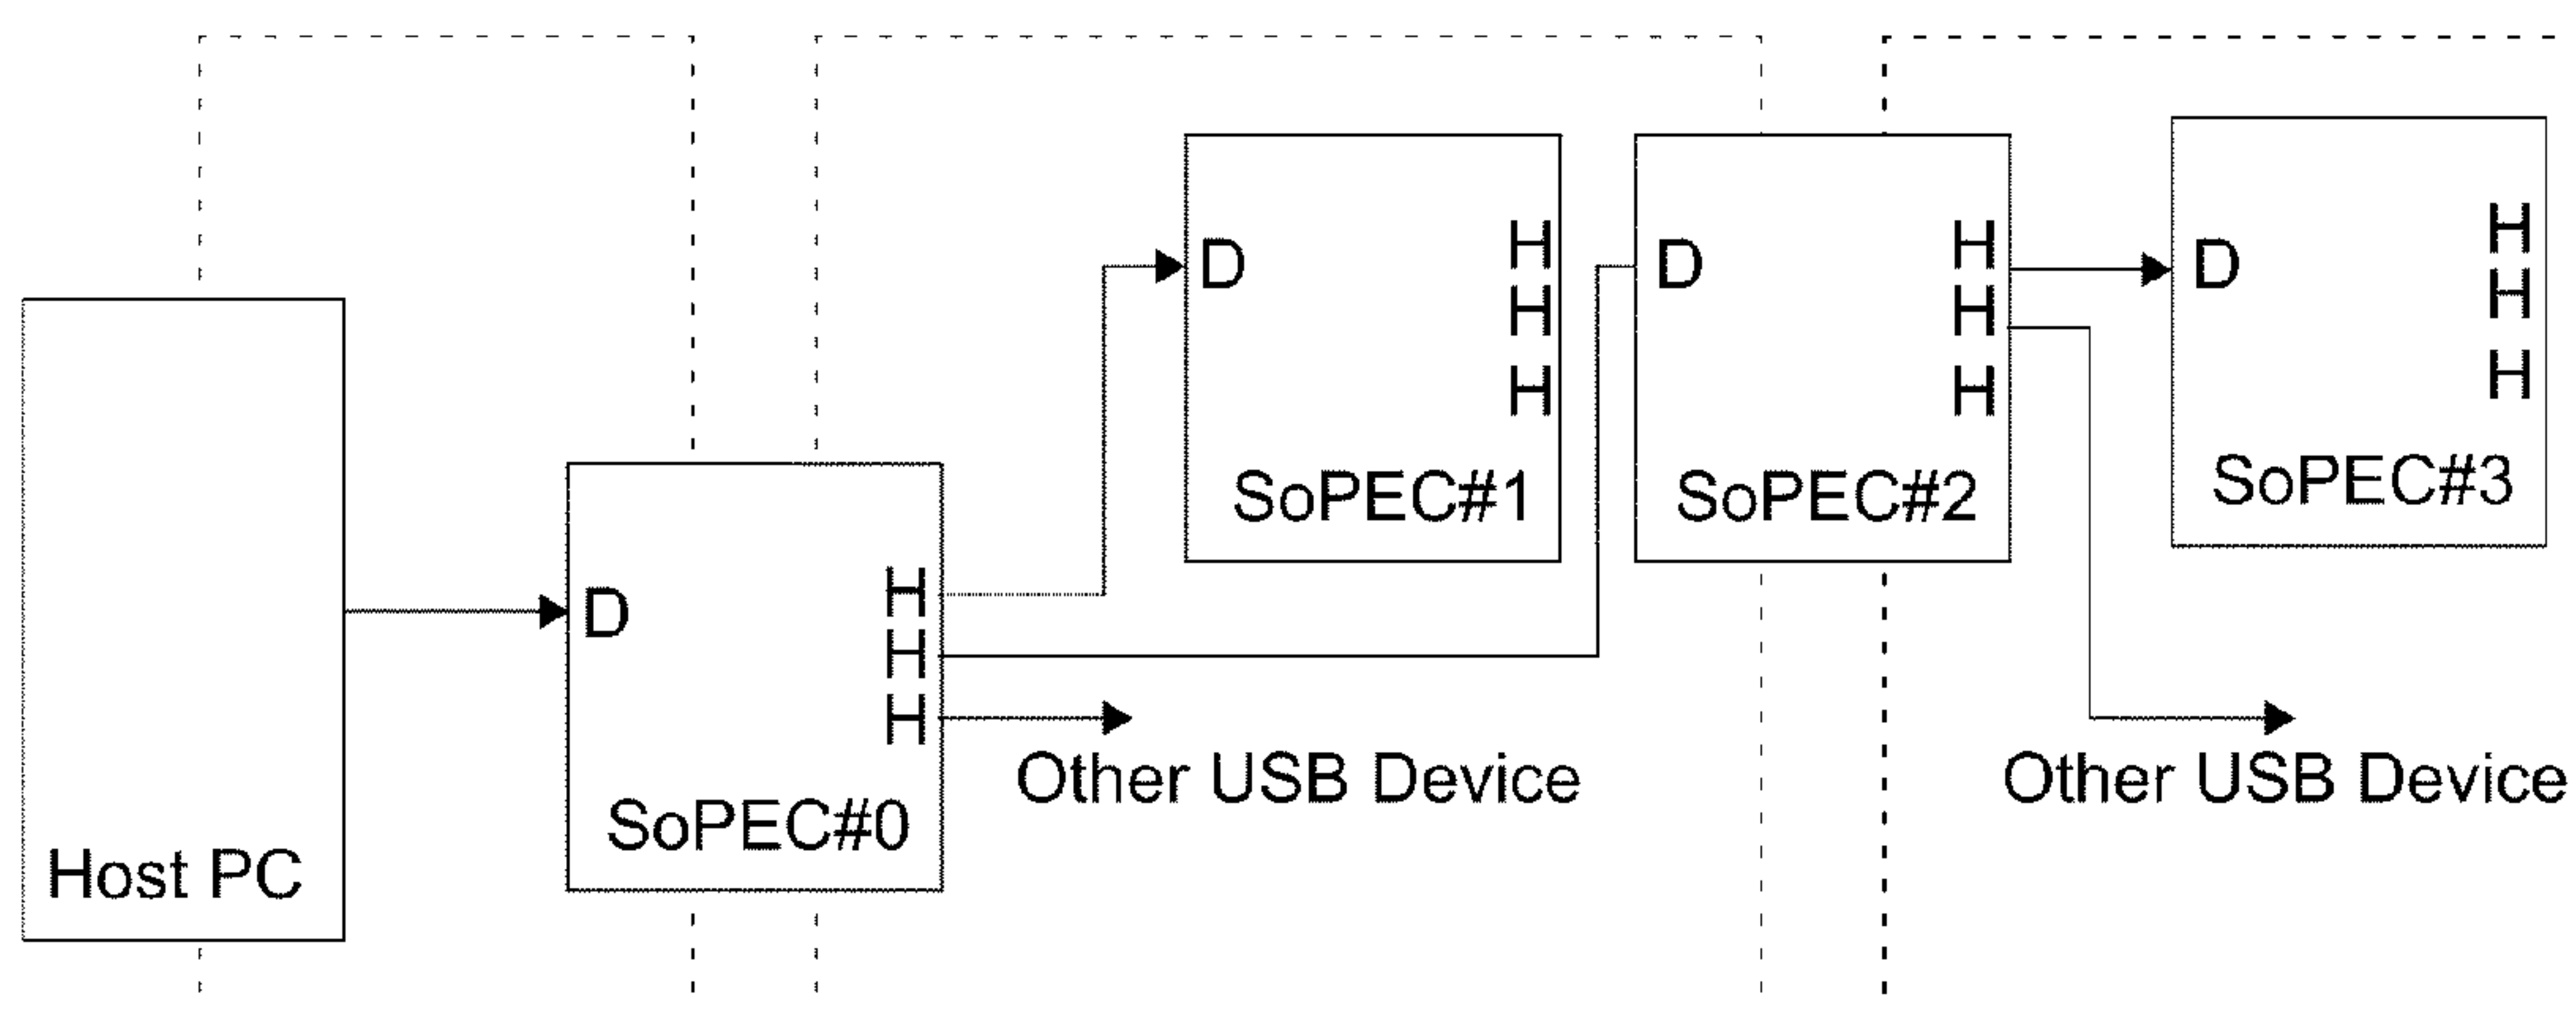 Host PC
D
H
H
H
SoPEC#0
Other USB Device
D
H
H
H
SoPEC#1
D
H
H
H
SoPEC#2
D
H
H
H
SoPEC#3
Other USB Device